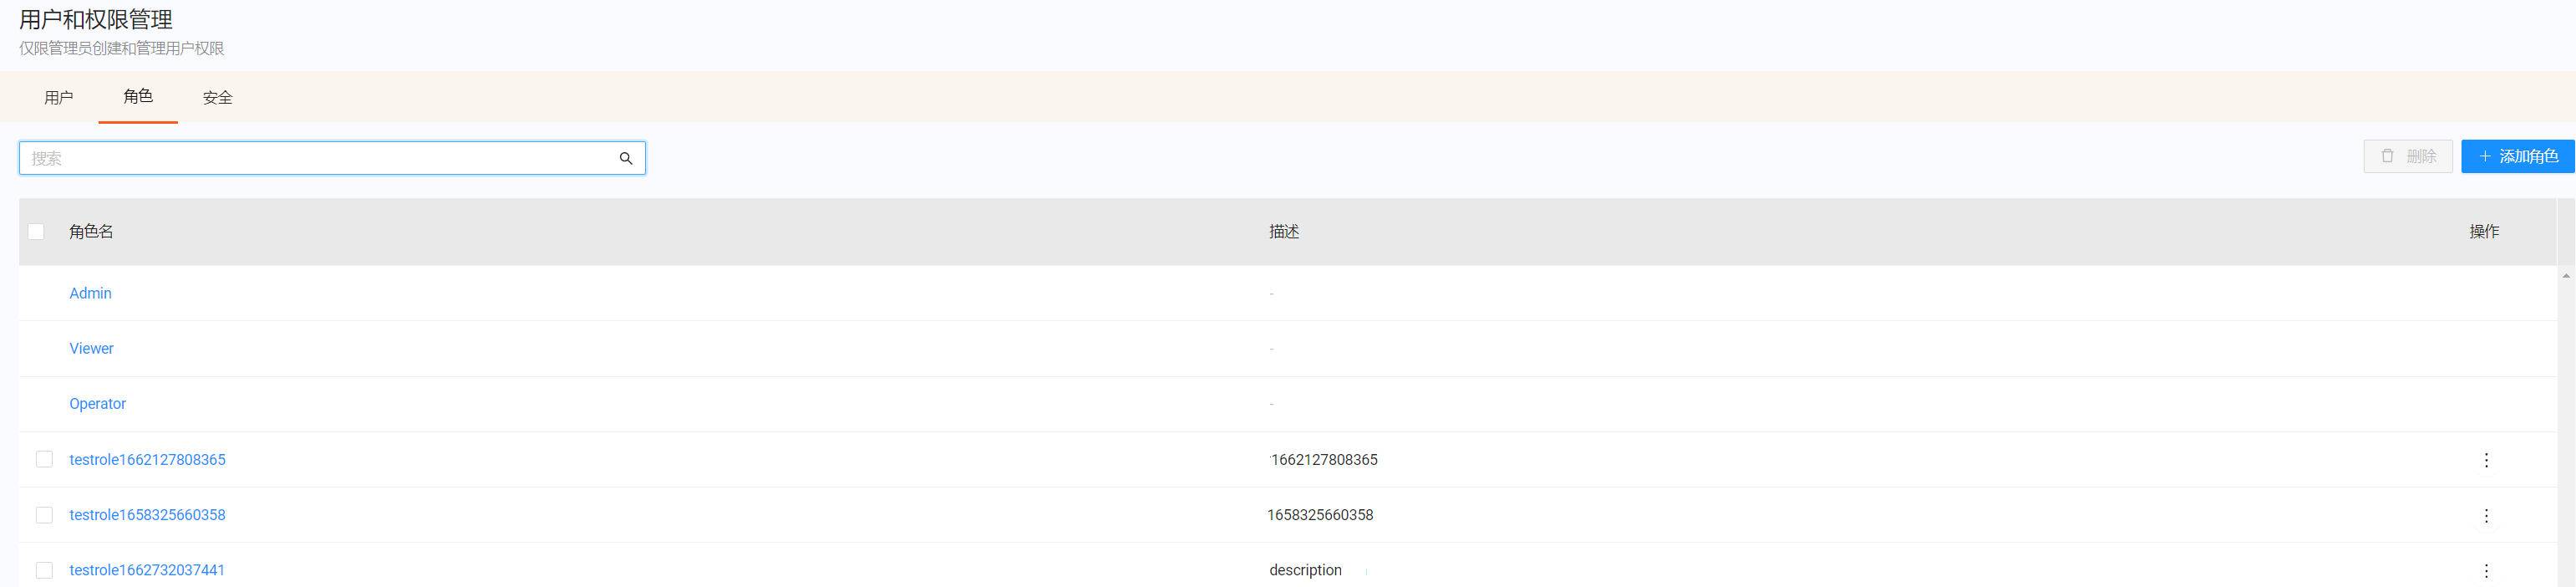 用户和权限管理
仅限管理员创建和管理用户权限
用户 角色 安全
搜索 删除 添加角色
角色名 描述 操作
Admin -
Viewer -
Operator -
testrole1662127808365 1662127808365
testrole1658325660358 1658325660358
testrole1662732037441 description